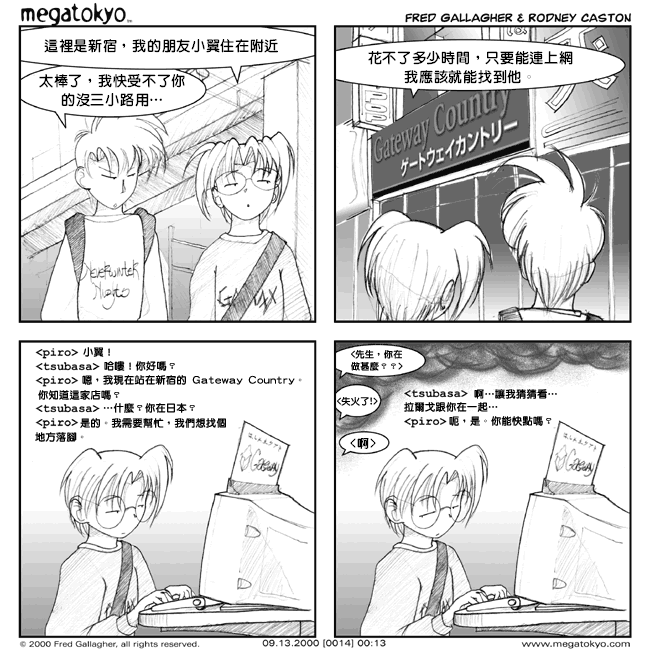 megatokyo™
FRED GALLAGHER & RODNEY CASTON
這裡是新宿，我的朋友小翼住在附近
太棒了，我快受不了你
的沒三小路用…
Neverwinter
Nights
花不了多少時間，只要能連上網
我應該就能找到他。
Gateway Country
ゲートウェイカントリー
<piro> 小翼！
<tsubasa> 哈嘍！你好嗎？
<piro> 嗯，我現在站在新宿的 Gateway Country。
你知道這家店嗎？
<tsubasa> …什麼？你在日本？
<piro> 是的。我需要幫忙，我們想找個
地方落腳。
Gateway
<先生，你在
做甚麼？？>
<失火了!>
<啊>
<tsubasa> 啊…讓我猜猜看…
拉爾戈跟你在一起…
<piro> 呃，是。你能快點嗎？
Gateway
© 2000 Fred Gallagher, all rights reserved.
09.13.2000 [0014] 00:13
www.megatokyo.com